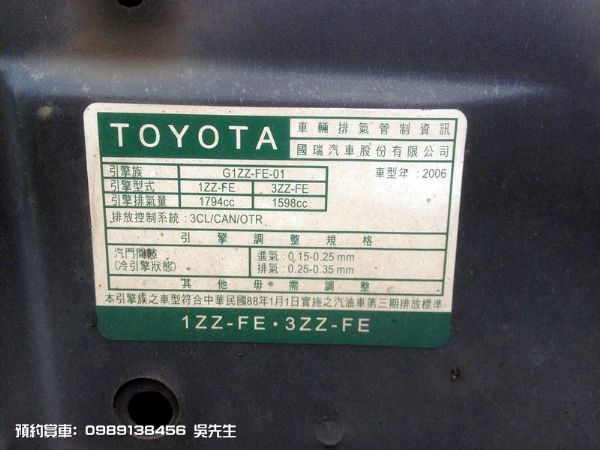 TOYOTA
車輛排氣管制資訊
國瑞汽車股份有限公司
引擎族 G1ZZ-FE-01 車型年:2006
引擎型式 1ZZ-FE 3ZZ-FE
引擎排氣量 1794cc 1598cc
排放控制系統:3CL/CAN/OTR
引擎調整規格
汽門間隙 進氣:0.15-0.25 mm
(冷引擎狀態) 排氣:0.25-0.35 mm
其他毋需調整
本引擎族之車型符合中華民國88年1月1日實施之汽油車第三期排放標準
1ZZ-FE・3ZZ-FE
預約賞車: 0989138456 吳先生